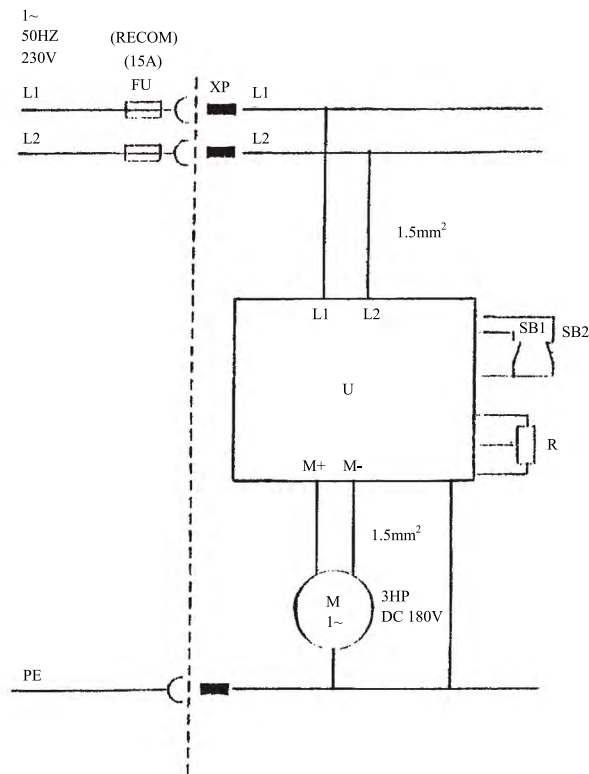 1~
50HZ
230V
(RECOM)
(15A)
FU
XP
L1
L1
L2
L2
1.5mm²
L1 L2
SB1
SB2
U
R
M+ M-
1.5mm²
M
1~
3HP
DC 180V
PE